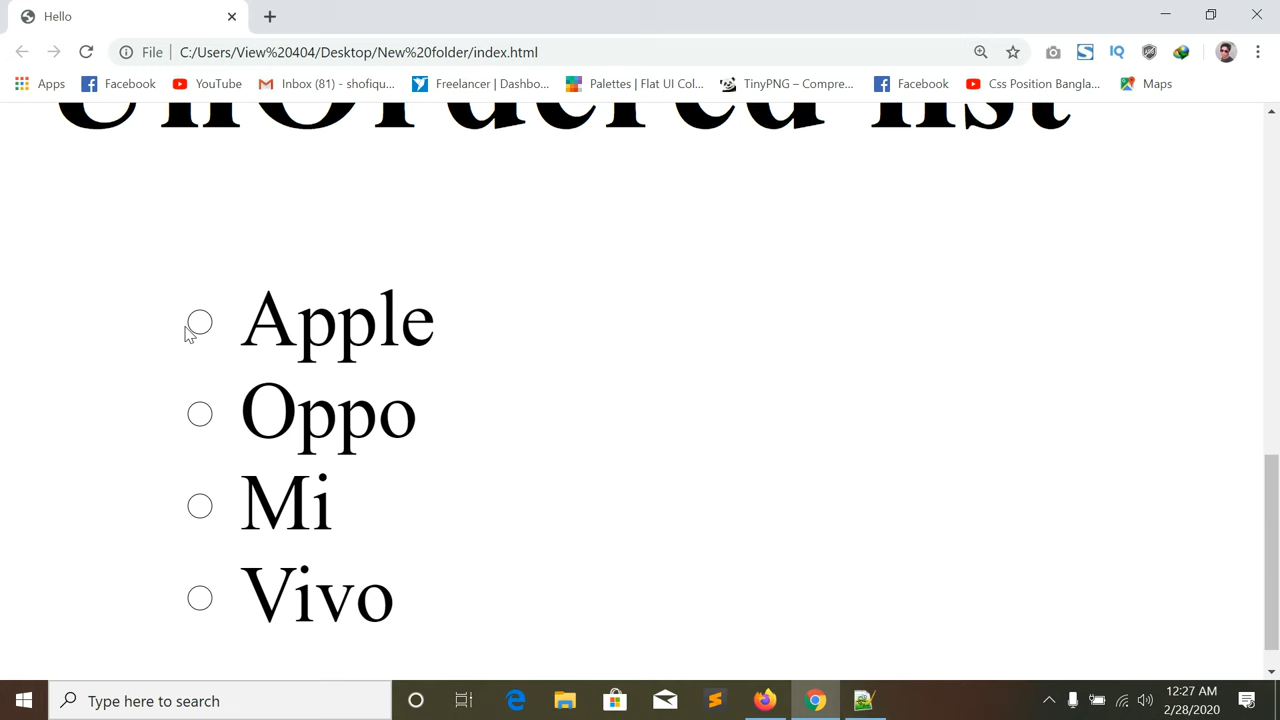 Hello
File
C:/Users/View%20404/Desktop/New%20folder/index.html
Apps
Facebook
YouTube
Inbox (81) - shofiqu...
Freelancer | Dashbo...
Palettes | Flat UI Col...
TinyPNG – Compre...
Facebook
Css Position Bangla...
Maps
UnOrdered list
Apple
Oppo
Mi
Vivo
Type here to search
12:27 AM
2/28/2020